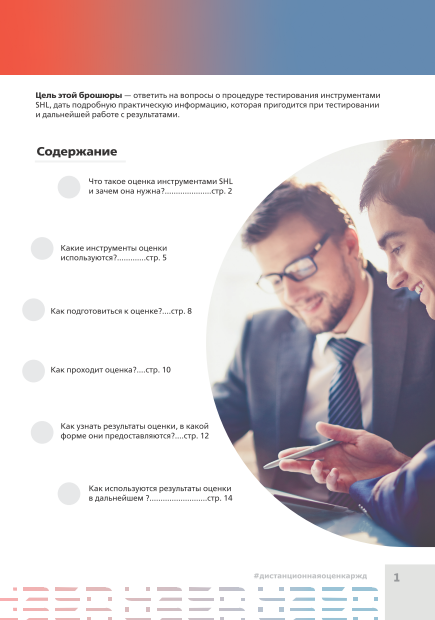 Цель этой брошюры — ответить на вопросы о процедуре тестирования инструментами
SHL, дать подробную практическую информацию, которая пригодится при тестировании
и дальнейшей работе с результатами.
Содержание
Что такое оценка инструментами SHL
и зачем она нужна?.....................стр. 2
Какие инструменты оценки
используются?.............стр. 5
Как подготовиться к оценке?....стр. 8
Как проходит оценка?....стр. 10
Как узнать результаты оценки, в какой
форме они предоставляются?....стр. 12
Как используются результаты оценки
в дальнейшем ?..........................стр. 14
#дистанционнаяоценкаржд
1